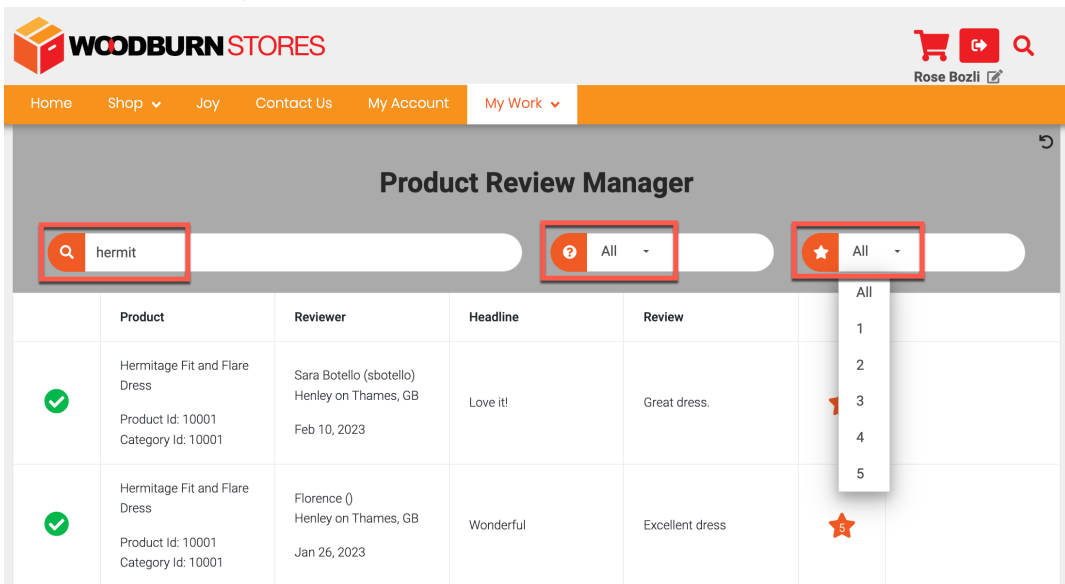 WOODBURN STORES
Rose Bozli
Home Shop Joy Contact Us My Account My Work
Product Review Manager
hermit All All
All
1
2
3
4
5
Product Reviewer Headline Review
Hermitage Fit and Flare
Dress
Product Id: 10001
Category Id: 10001
Sara Botello (sbotello)
Henley on Thames, GB
Feb 10, 2023
Love it!
Great dress.
Hermitage Fit and Flare
Dress
Product Id: 10001
Category Id: 10001
Florence ()
Henley on Thames, GB
Jan 26, 2023
Wonderful
Excellent dress
5